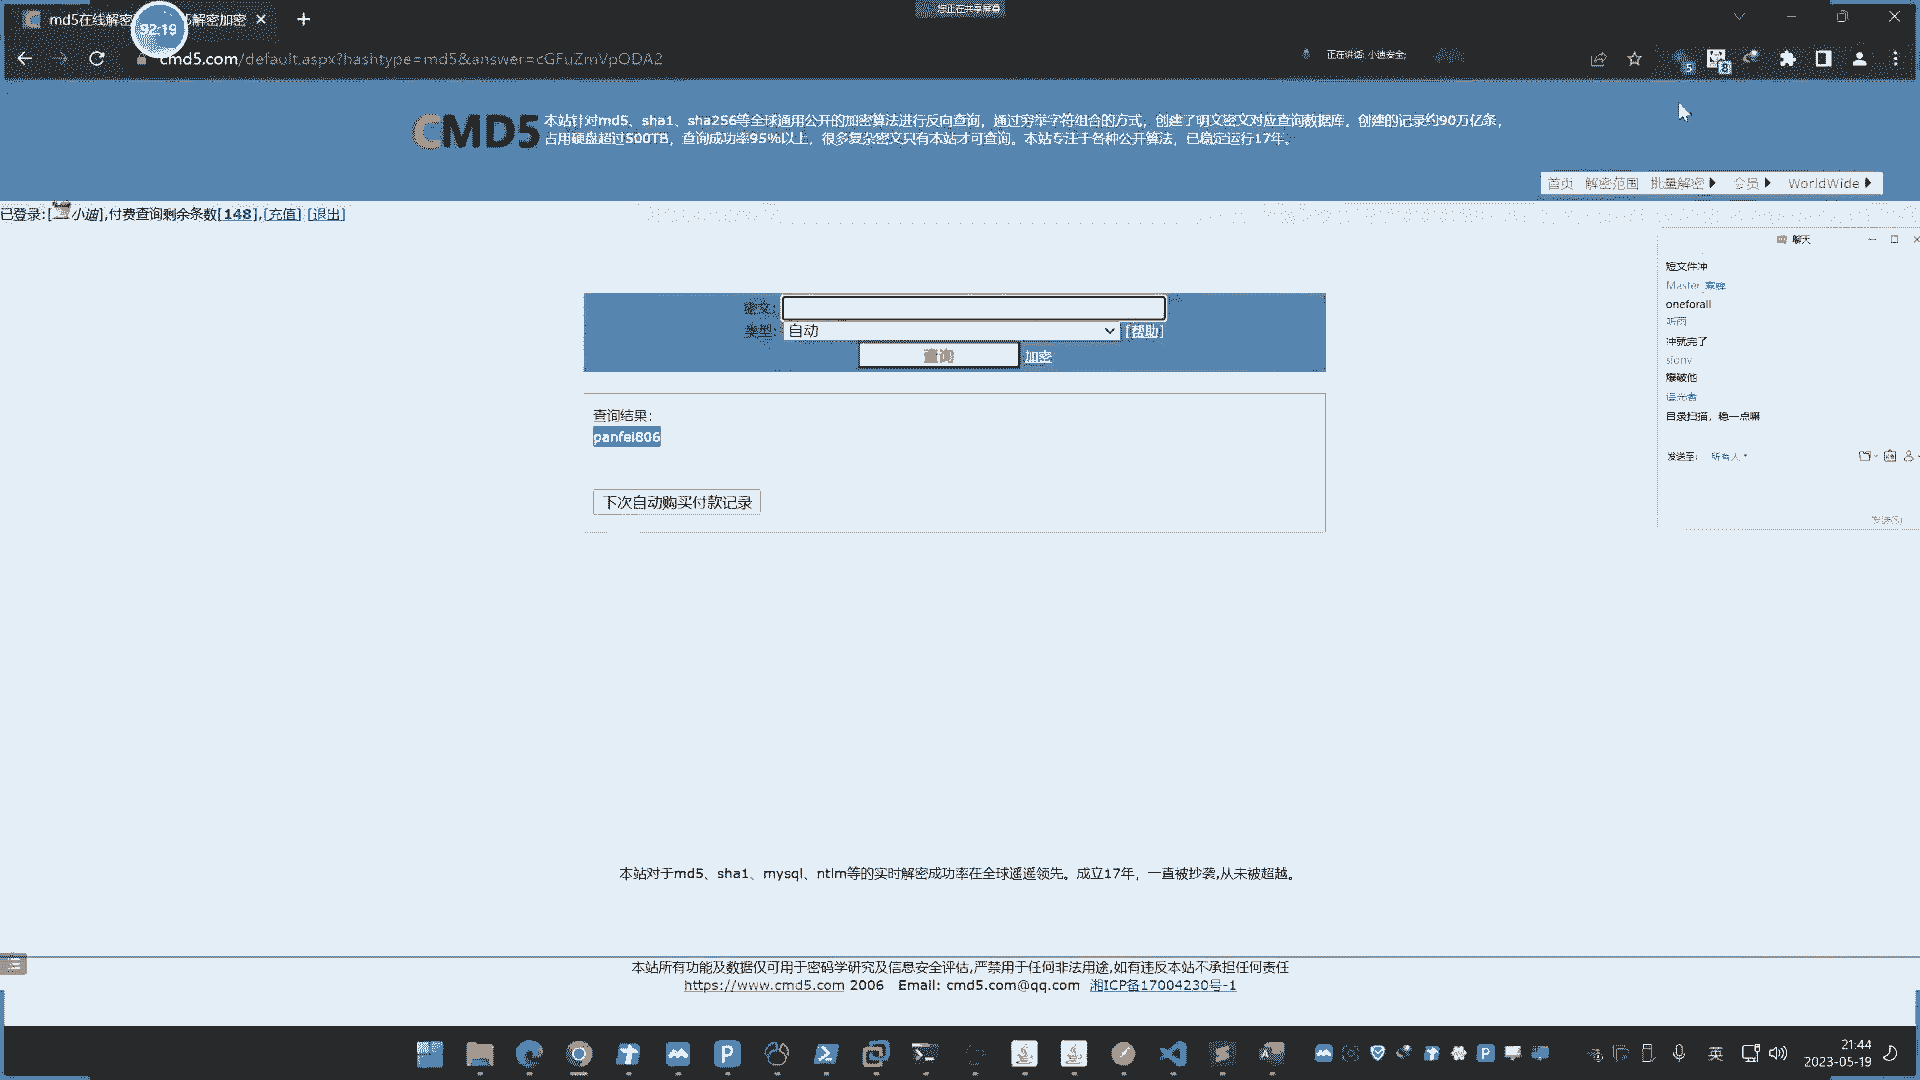 md5在线解密
5解密加密
92:19
您正在共享屏幕
cmd5.com/default.aspx?hashtype=md5&answer=cGFuZmVpODA2
正在讲话: 小迪安全;
5
8
CMD5
本站针对md5、sha1、sha256等全球通用公开的加密算法进行反向查询，通过穷举字符组合的方式，创建了明文密文对应查询数据库，创建的记录约90万亿条，
占用硬盘超过500TB，查询成功率95%以上，很多复杂密文只有本站才可查询。本站专注于各种公开算法，已稳定运行17年。
首页 解密范围 批量解密 会员 WorldWide
已登录:[小迪],付费查询剩余条数[148],[充值] [退出]
聊天
短文件冲
Master
oneforall
听雨
冲就完了
siony
爆破他
目录扫描，稳一点嘛
发送至: 所有人
发送(S)
密文:
类型: 自动 [帮助]
查询 加密
查询结果:
panfei806
下次自动购买付款记录
本站对于md5、sha1、mysql、ntlm等的实时解密成功率在全球遥遥领先。成立17年，一直被抄袭,从未被超越。
本站所有功能及数据仅可用于密码学研究及信息安全评估,严禁用于任何非法用途,如有违反本站不承担任何责任
https://www.cmd5.com 2006 Email: cmd5.com@qq.com 湘ICP备17004230号-1
英
21:44
2023-05-19